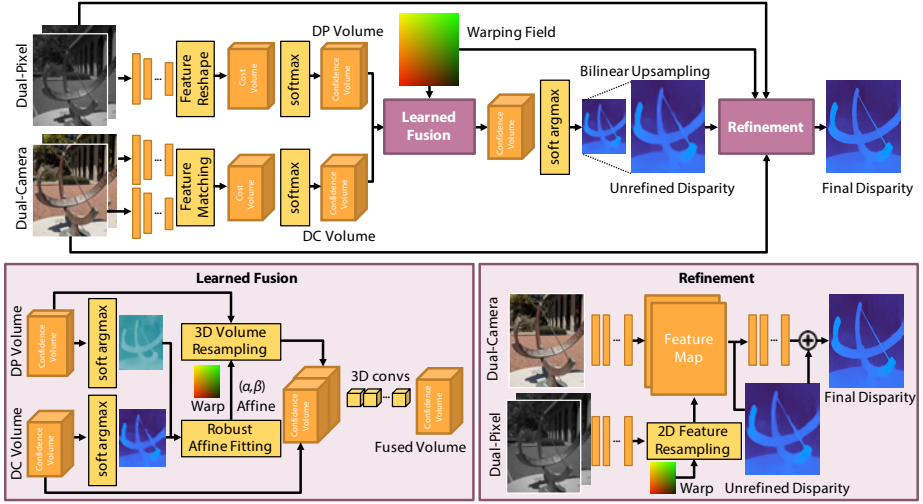 Dual-Pixel
...
Feature
Reshape
Cost
Volume
softmax
DP Volume
Confidence
Volume
Warping Field
Dual-Camera
...
...
Feature
Matching
Cost
Volume
softmax
Confidence
Volume
DC Volume
Learned
Fusion
Confidence
Volume
soft argmax
Bilinear Upsampling
Unrefined Disparity
Refinement
Final Disparity
Learned Fusion
DP Volume
Confidence
Volume
soft argmax
3D Volume
Resampling
Warp
(α,β)
Affine
DC Volume
Confidence
Volume
soft argmax
Robust
Affine Fitting
Confidence
Volume
3D convs
...
Confidence
Volume
Fused Volume
Refinement
Dual-Camera
...
Feature
Map
...
Final Disparity
Dual-Pixel
...
2D Feature
Resampling
Warp
Unrefined Disparity